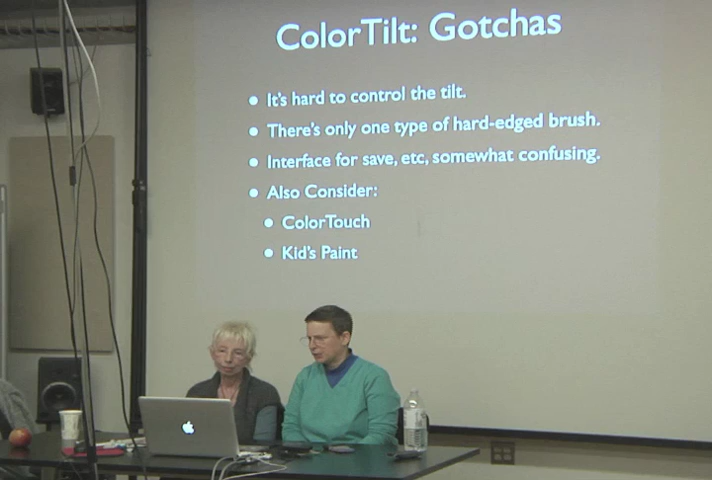 ColorTilt: Gotchas
• It's hard to control the tilt.
• There's only one type of hard-edged brush.
• Interface for save, etc, somewhat confusing.
• Also Consider:
• ColorTouch
• Kid's Paint